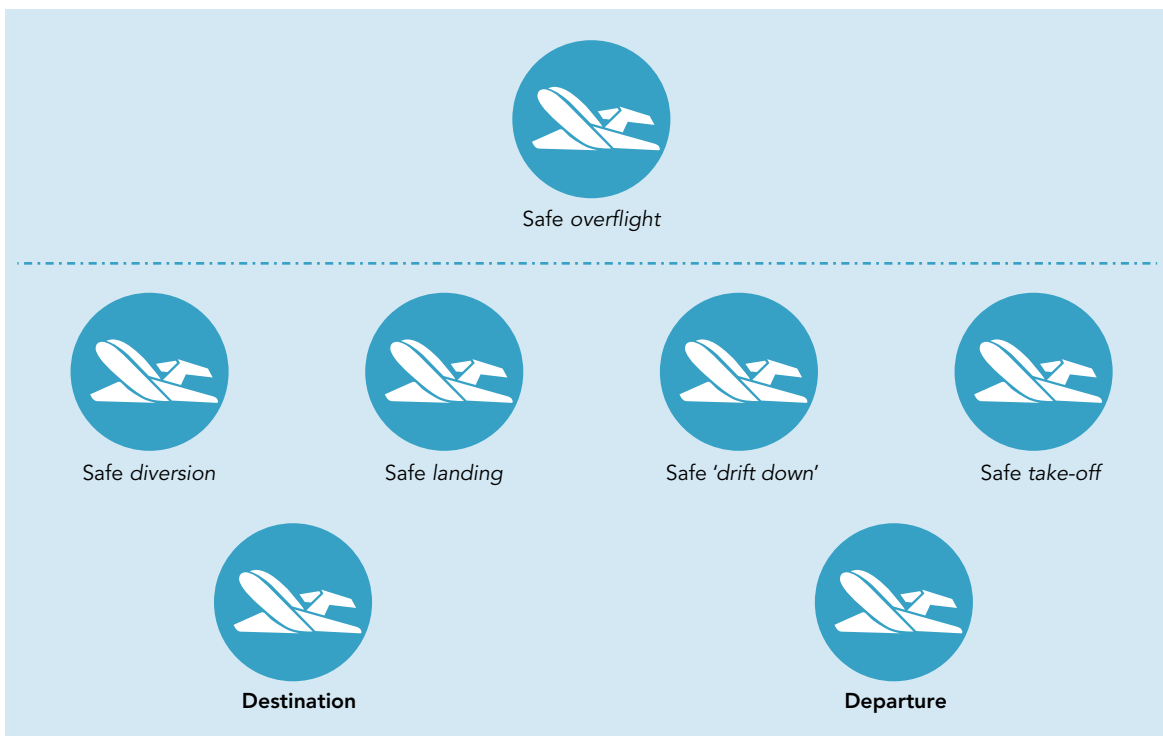 Safe overflight
Safe diversion
Safe landing
Safe ‘drift down’
Safe take-off
Destination
Departure